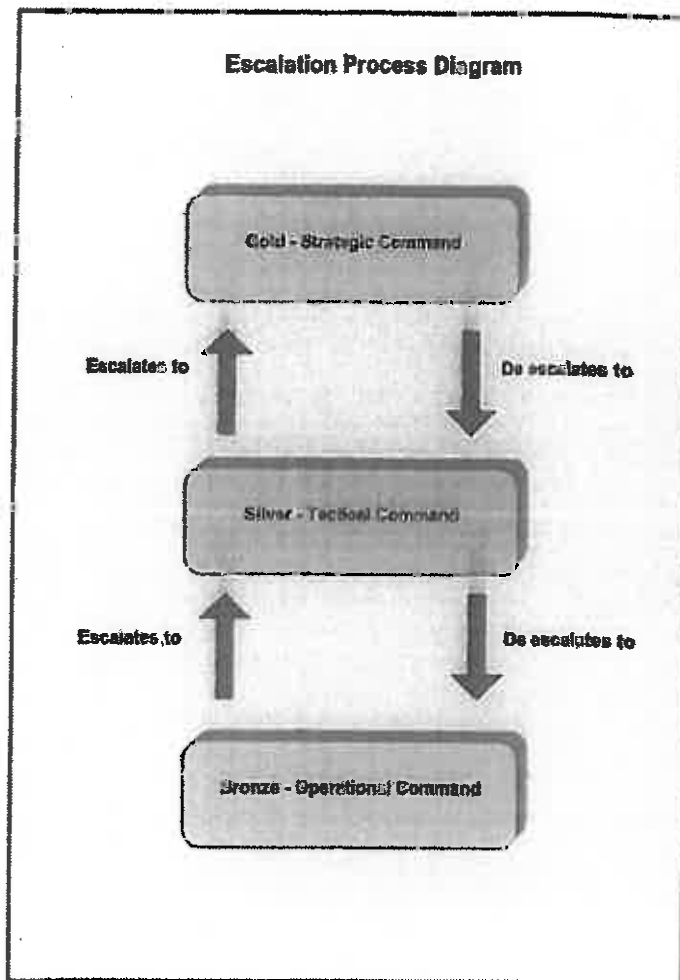 Escalation Process Diagram
Gold - Strategic Command
Escalates to
De escalates to
Silver - Tactical Command
Escalates to
De escalates to
Bronze - Operational Command